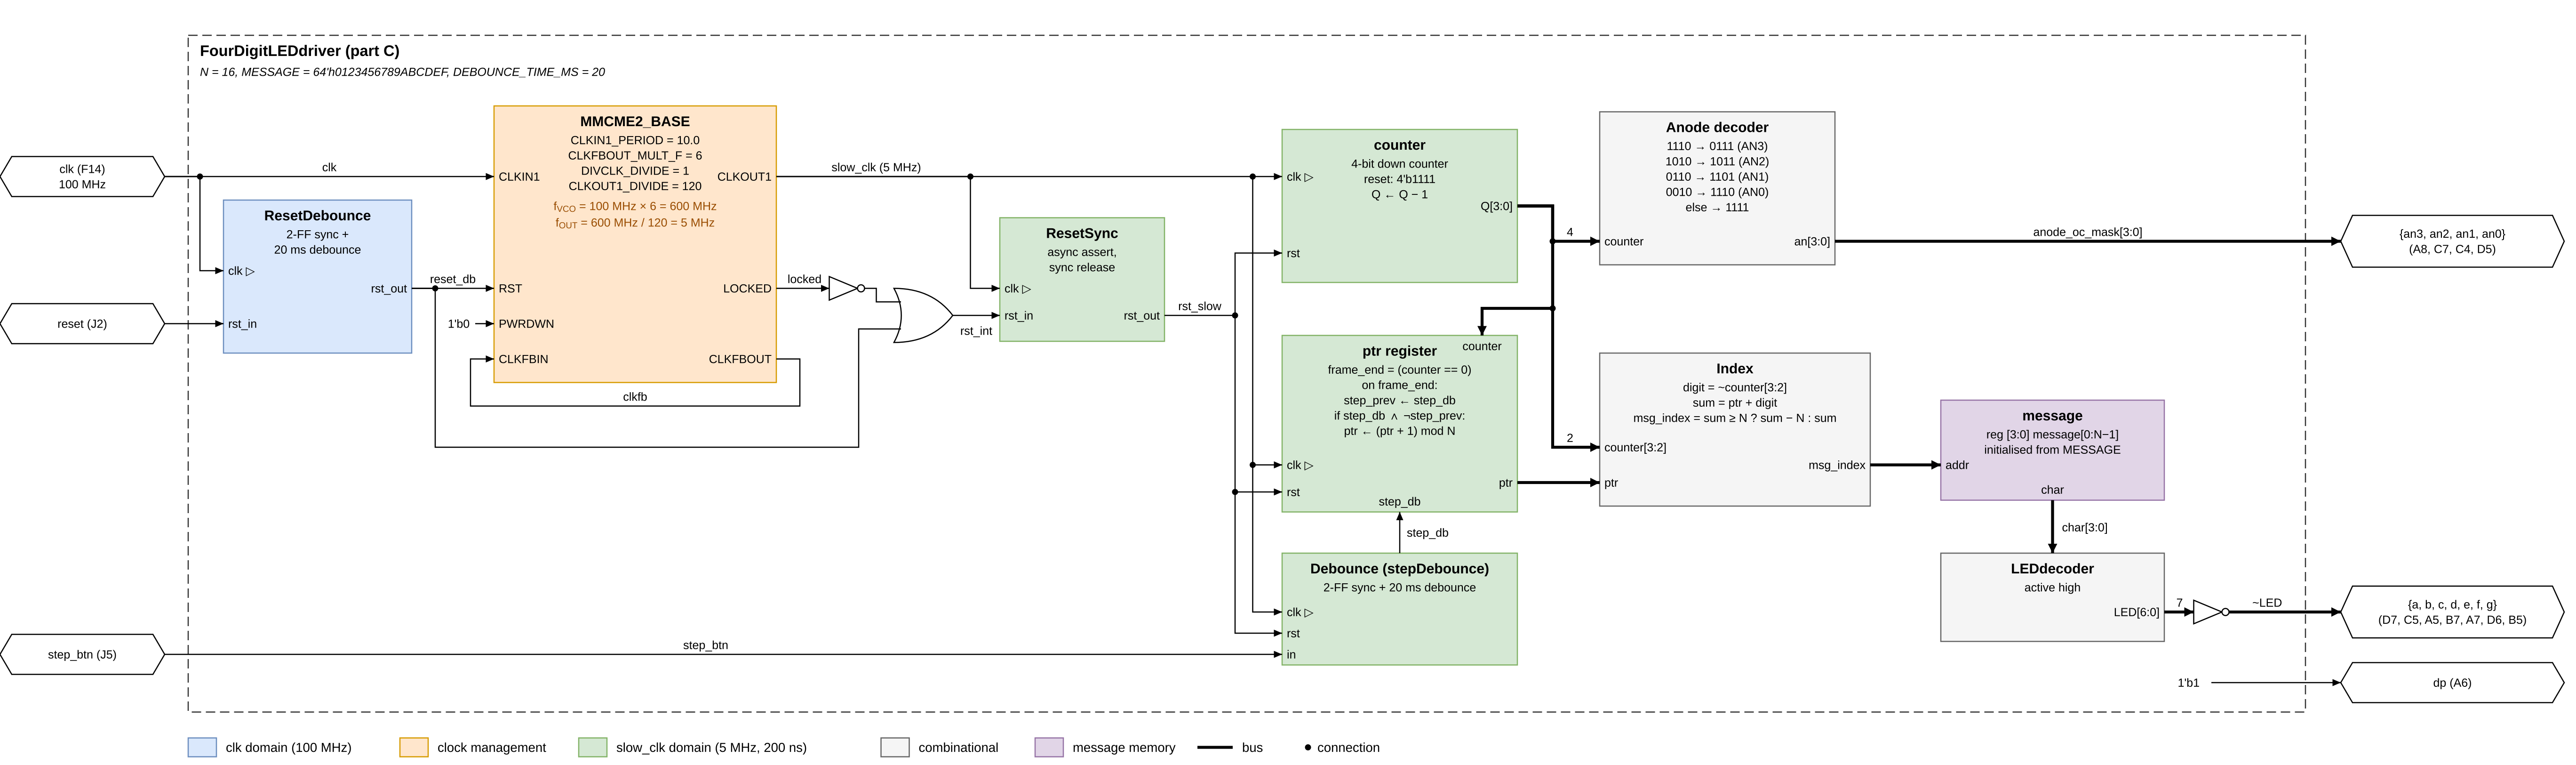 FourDigitLEDdriver (part C)
N = 16, MESSAGE = 64'h0123456789ABCDEF, DEBOUNCE_TIME_MS = 20
clk (F14)
100 MHz
clk
ResetDebounce
2-FF sync +
20 ms debounce
clk ▷
rst_out
rst_in
reset (J2)
reset_db
1'b0
MMCME2_BASE
CLKIN1_PERIOD = 10.0
CLKFBOUT_MULT_F = 6
DIVCLK_DIVIDE = 1
CLKOUT1_DIVIDE = 120
fVCO = 100 MHz × 6 = 600 MHz
fOUT = 600 MHz / 120 = 5 MHz
CLKIN1
CLKOUT1
RST
LOCKED
PWRDWN
CLKFBIN
CLKFBOUT
clkfb
slow_clk (5 MHz)
locked
rst_int
ResetSync
async assert,
sync release
clk ▷
rst_in
rst_out
rst_slow
counter
4-bit down counter
reset: 4'b1111
Q ← Q − 1
clk ▷
Q[3:0]
rst
4
Anode decoder
1110 → 0111 (AN3)
1010 → 1011 (AN2)
0110 → 1101 (AN1)
0010 → 1110 (AN0)
else → 1111
counter
an[3:0]
anode_oc_mask[3:0]
{an3, an2, an1, an0}
(A8, C7, C4, D5)
counter
ptr register
frame_end = (counter == 0)
on frame_end:
step_prev ← step_db
if step_db ∧ ¬step_prev:
ptr ← (ptr + 1) mod N
clk ▷
ptr
rst
step_db
step_db
2
Index
digit = ~counter[3:2]
sum = ptr + digit
msg_index = sum ≥ N ? sum − N : sum
counter[3:2]
msg_index
ptr
message
reg [3:0] message[0:N−1]
initialised from MESSAGE
addr
char
char[3:0]
Debounce (stepDebounce)
2-FF sync + 20 ms debounce
clk ▷
rst
in
step_btn (J5)
step_btn
LEDdecoder
active high
LED[6:0]
7
~LED
{a, b, c, d, e, f, g}
(D7, C5, A5, B7, A7, D6, B5)
1'b1
dp (A6)
clk domain (100 MHz)
clock management
slow_clk domain (5 MHz, 200 ns)
combinational
message memory
bus
connection